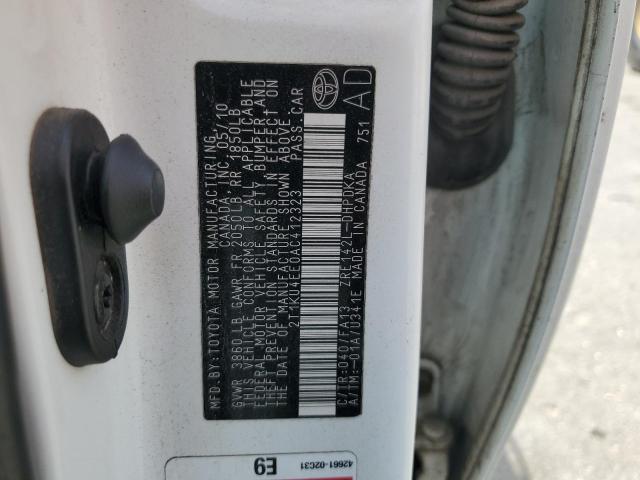 MFD.BY:TOYOTA MOTOR MANUFACTURING
CANADA, INC. 05/10
GVWR 3860LB GAWR FR 2050LB RR 1850LB
THIS VEHICLE CONFORMS TO ALL APPLICABLE
FEDERAL MOTOR VEHICLE SAFETY, BUMPER AND
THEFT PREVENTION STANDARDS IN EFFECT ON
THE DATE OF MANUFACTURE SHOWN ABOVE.
2T1KU4EE0AC412323 PASS.CAR
C/TR:040/FA13 ZRE142L-DHPDKA
A/TM:-01A/U341E MADE IN CANADA 751
AD
42661-02C31
E9